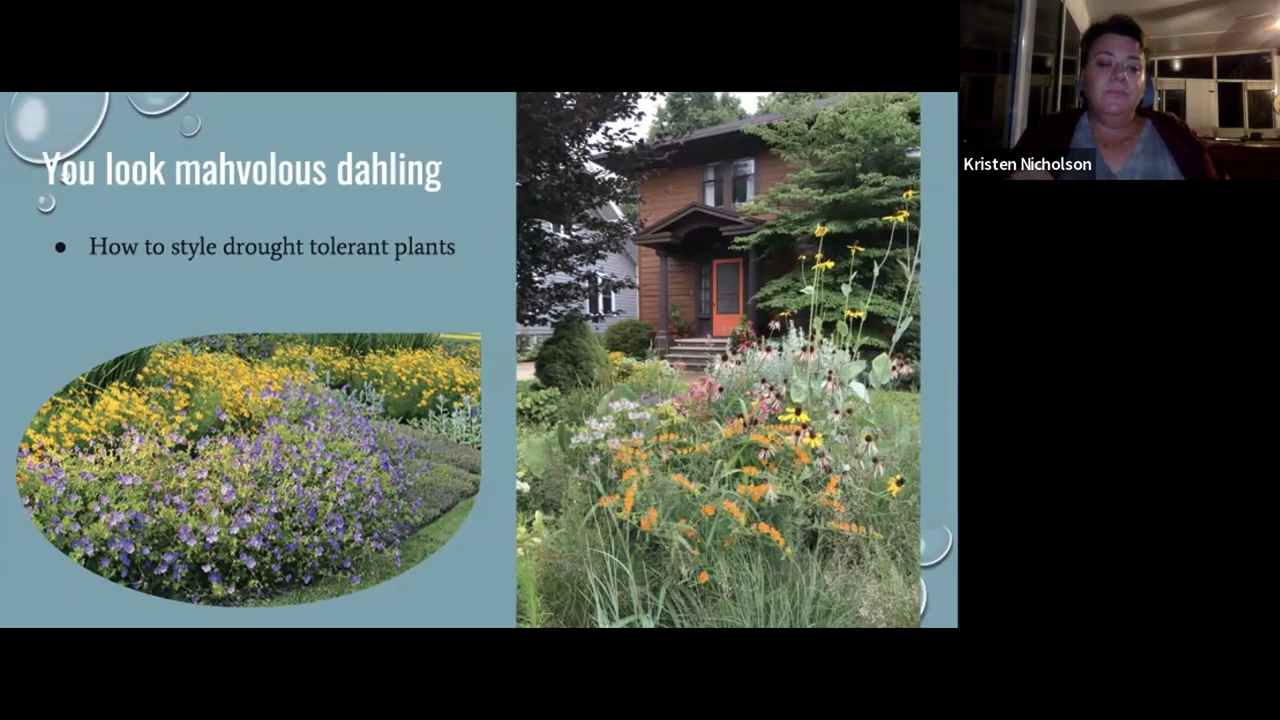 You look mahvolous dahling
● How to style drought tolerant plants
Kristen Nicholson